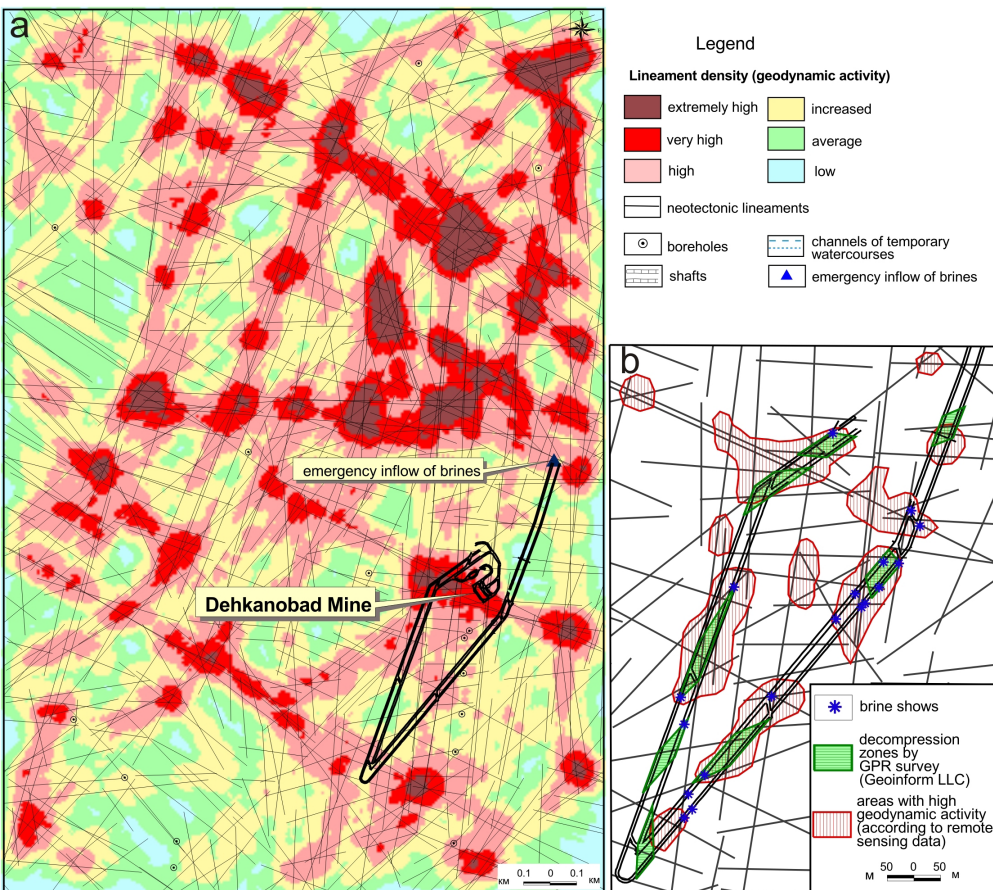 a
Legend
Lineament density (geodynamic activity)
extremely high
increased
very high
average
high
low
neotectonic lineaments
boreholes
channels of temporary
watercourses
shafts
emergency inflow of brines
emergency inflow of brines
Dehkanobad Mine
0.1 0 0.1
км км
b
brine shows
decompression
zones by
GPR survey
(Geoinform LLC)
areas with high
geodynamic activity
(according to remote
sensing data)
50 0 50
м м